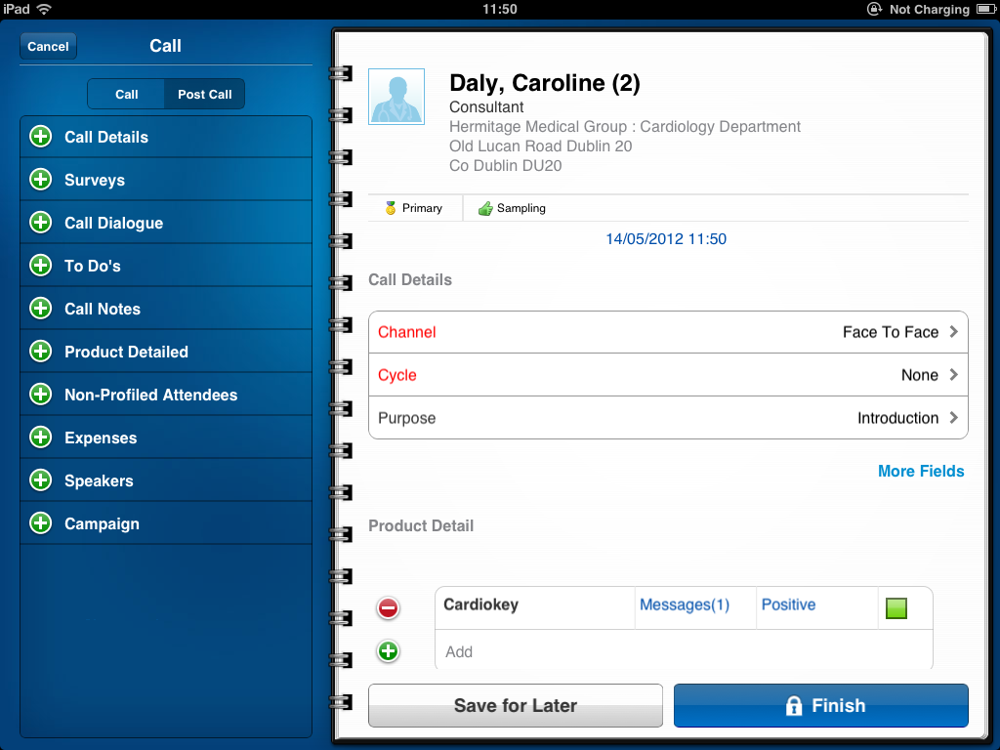 iPad 11:50 Not Charging
Cancel Call
Call Post Call
Call Details
Surveys
Call Dialogue
To Do's
Call Notes
Product Detailed
Non-Profiled Attendees
Expenses
Speakers
Campaign
Daly, Caroline (2)
Consultant
Hermitage Medical Group : Cardiology Department
Old Lucan Road Dublin 20
Co Dublin DU20
Primary Sampling
14/05/2012 11:50
Call Details
Channel Face To Face
Cycle None
Purpose Introduction
More Fields
Product Detail
Cardiokey Messages(1) Positive
Add
Save for Later Finish